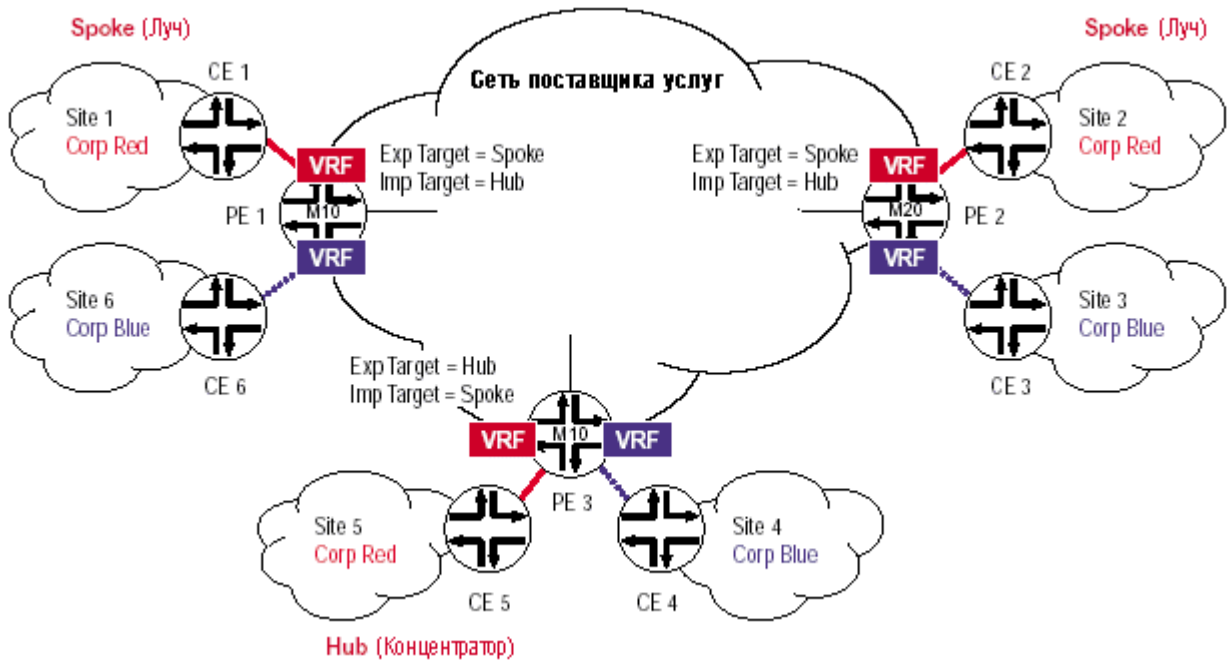 Spoke (Луч)
Spoke (Луч)
CE 1
CE 2
Сеть поставщика услуг
Site 1
Corp Red
Site 2
Corp Red
VRF
Exp Target = Spoke
Imp Target = Hub
Exp Target = Spoke
Imp Target = Hub
VRF
PE 1
M10
M20
PE 2
VRF
VRF
Site 6
Corp Blue
Site 3
Corp Blue
CE 6
CE 3
Exp Target = Hub
Imp Target = Spoke
VRF
M10
VRF
PE 3
Site 5
Corp Red
Site 4
Corp Blue
CE 5
CE 4
Hub (Концентратор)